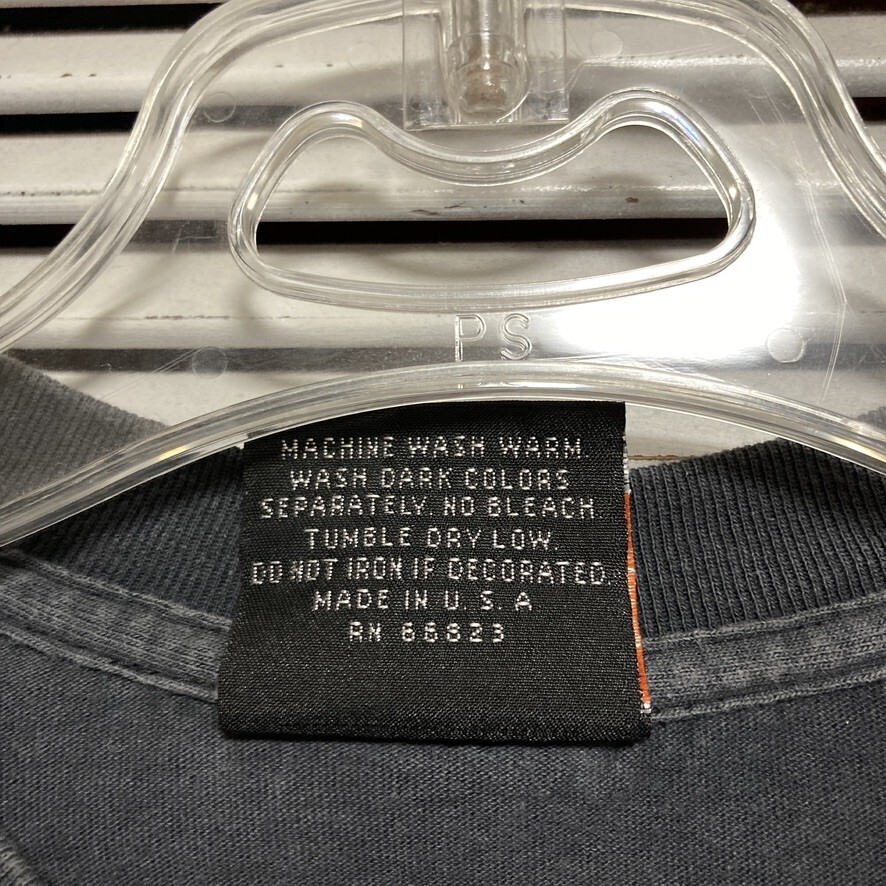 PS
MACHINE WASH WARM.
WASH DARK COLORS
SEPARATELY. NO BLEACH.
TUMBLE DRY LOW.
DO NOT IRON IF DECORATED.
MADE IN U. S. A
RN 66823